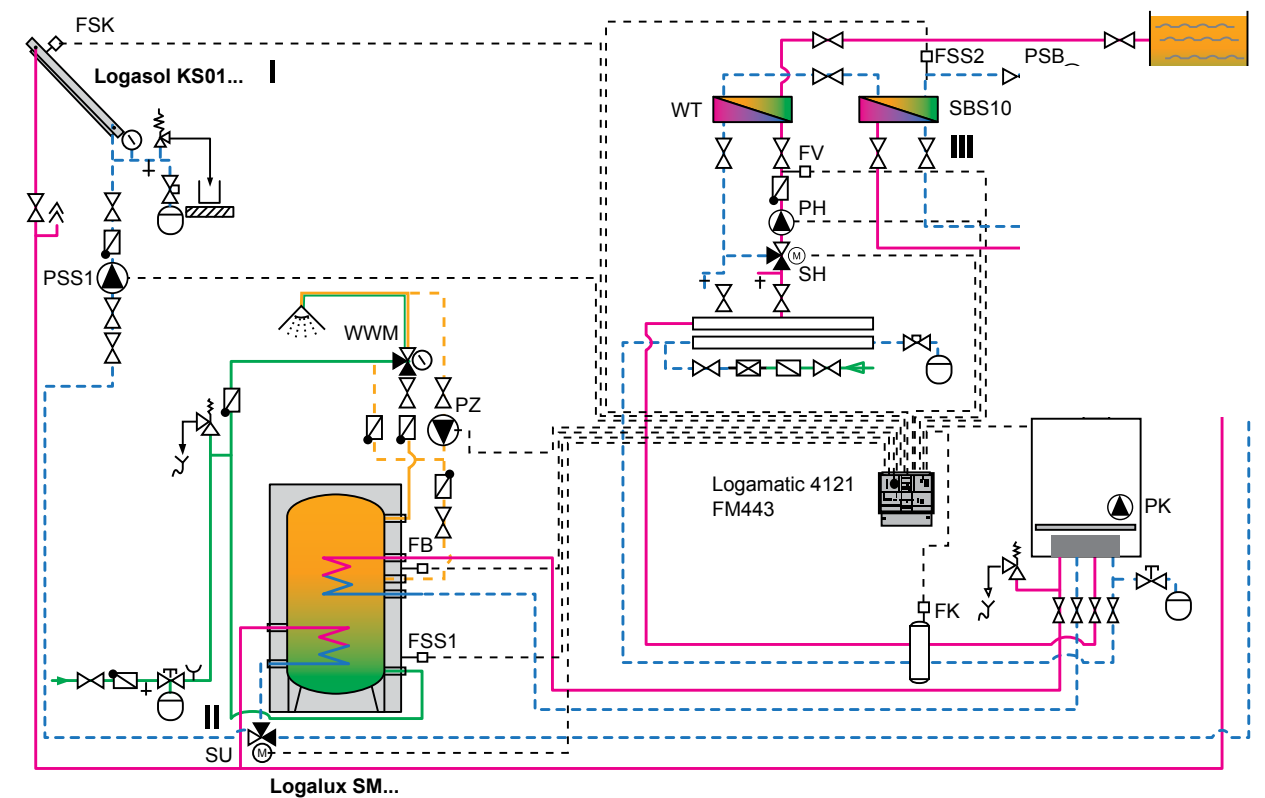 FSK
Logasol KS01... I
FSS2
PSB
WT
SBS10
III
FV
PH
M
SH
PSS1
WWM
PZ
Logamatic 4121
FM443
PK
FB
FK
FSS1
II
SU
M
Logalux SM...